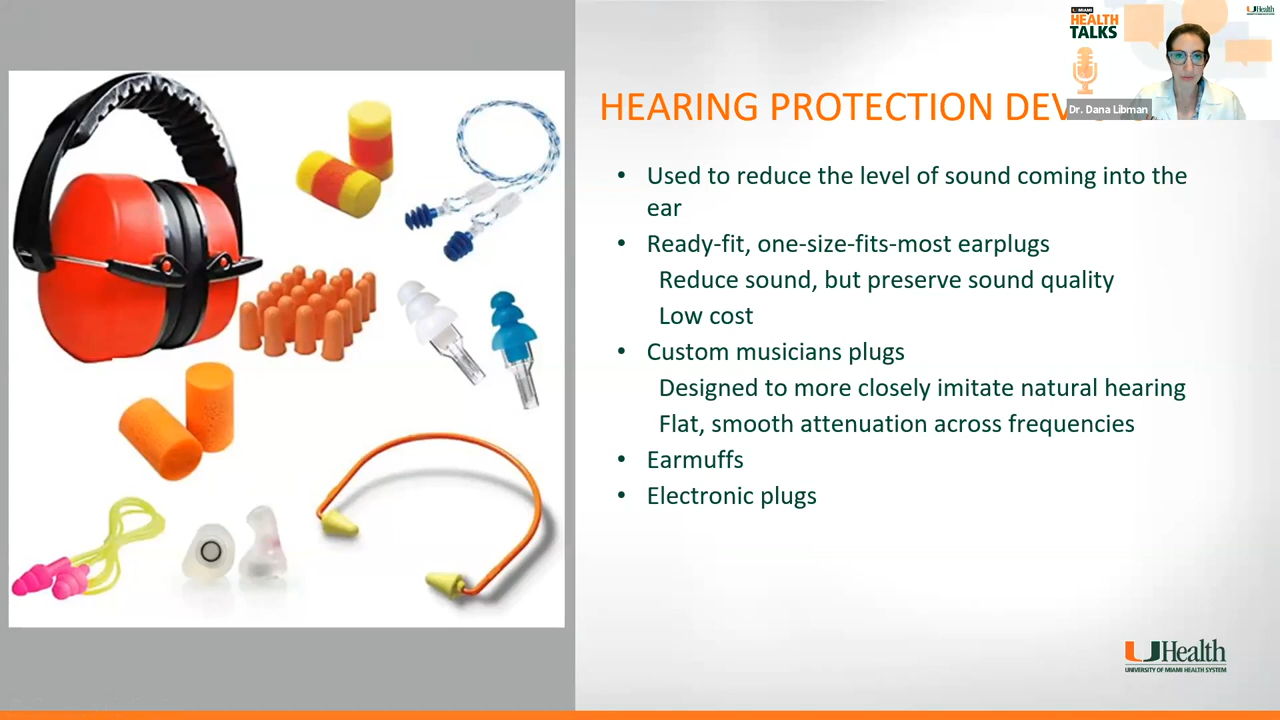 MIAMI
HEALTH
TALKS
UHealth
HEARING PROTECTION
Dr. Dana Libman
• Used to reduce the level of sound coming into the
ear
• Ready-fit, one-size-fits-most earplugs
Reduce sound, but preserve sound quality
Low cost
• Custom musicians plugs
Designed to more closely imitate natural hearing
Flat, smooth attenuation across frequencies
• Earmuffs
• Electronic plugs
UHealth
UNIVERSITY OF MIAMI HEALTH SYSTEM